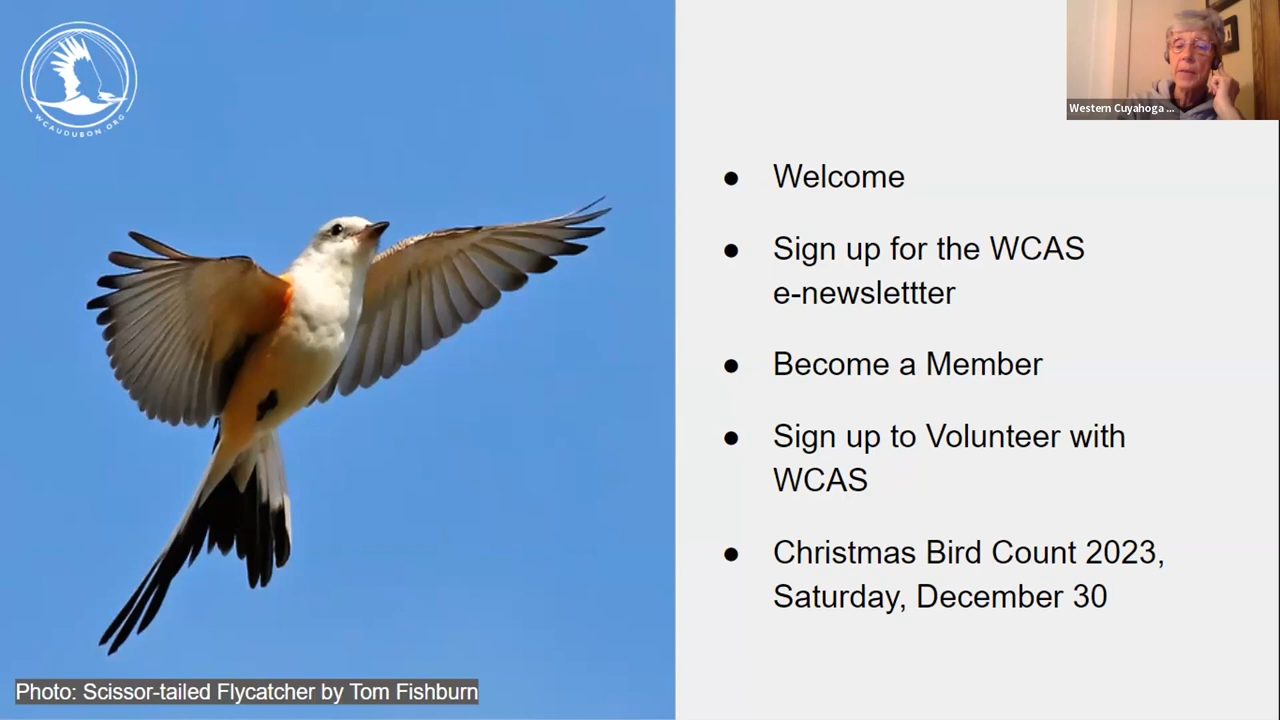 WCAUDUBON.ORG
Western Cuyahoga ...
● Welcome
● Sign up for the WCAS
e-newslettter
● Become a Member
● Sign up to Volunteer with
WCAS
● Christmas Bird Count 2023,
Saturday, December 30
Photo: Scissor-tailed Flycatcher by Tom Fishburn